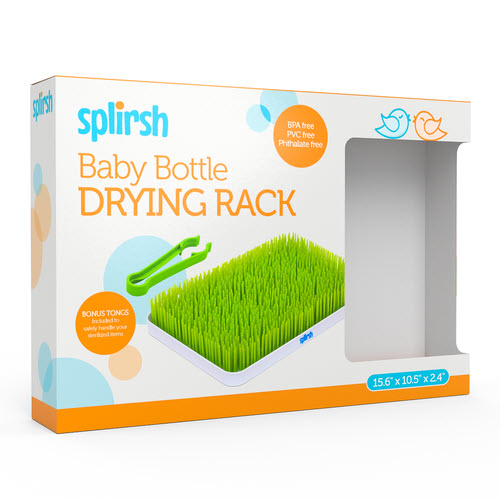 splirsh
splirsh
Baby Bottle
DRYING RACK
BPA free
PVC free
Phthalate free
BONUS TONGS
Included to
safely handle your
sterilized items
splirsh
15.6" x 10.5" x 2.4"